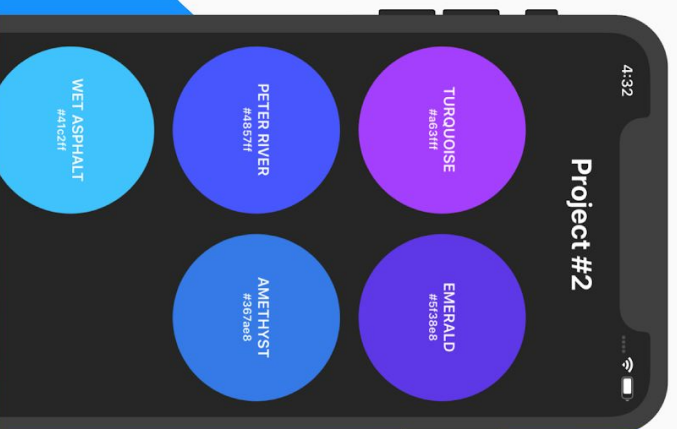 4:32
Project #2
TURQUOISE
#a63fff
EMERALD
#5f38e8
PETER RIVER
#4857ff
AMETHYST
#367ae8
WET ASPHALT
#41c2ff